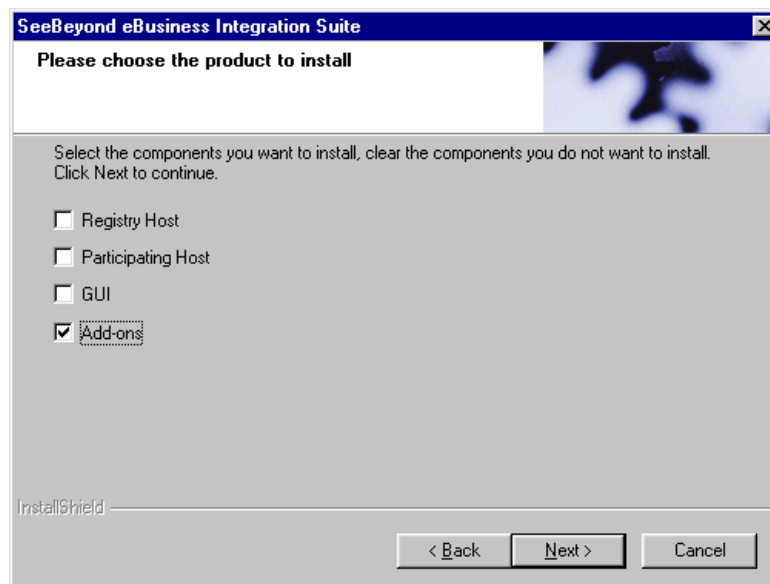 SeeBeyond eBusiness Integration Suite
Please choose the product to install
Select the components you want to install, clear the components you do not want to install.
Click Next to continue.
Registry Host
Participating Host
GUI
Add-ons
InstallShield
< Back Next > Cancel